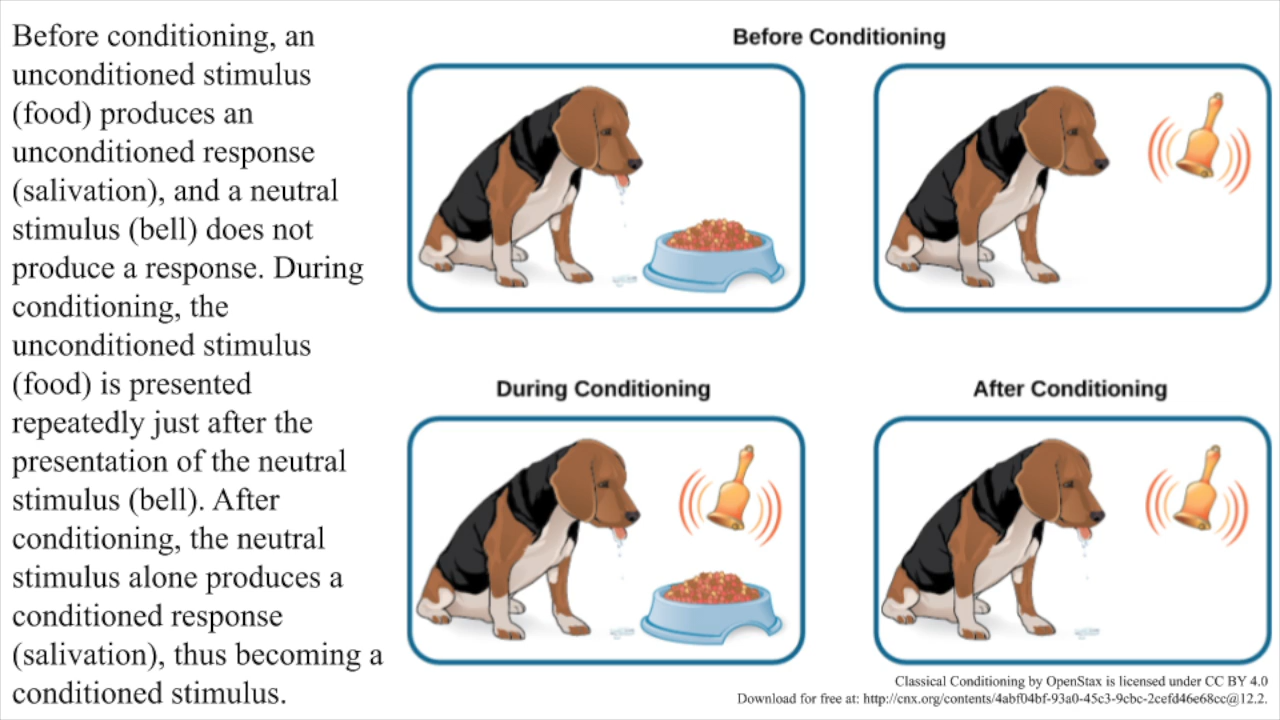 Before conditioning, an
unconditioned stimulus
(food) produces an
unconditioned response
(salivation), and a neutral
stimulus (bell) does not
produce a response. During
conditioning, the
unconditioned stimulus
(food) is presented
repeatedly just after the
presentation of the neutral
stimulus (bell). After
conditioning, the neutral
stimulus alone produces a
conditioned response
(salivation), thus becoming a
conditioned stimulus.
Before Conditioning
During Conditioning
After Conditioning
Classical Conditioning by OpenStax is licensed under CC BY 4.0
Download for free at: http://cnx.org/contents/4abf04bf-93a0-45c3-9cbc-2cefd46e68cc@12.2.